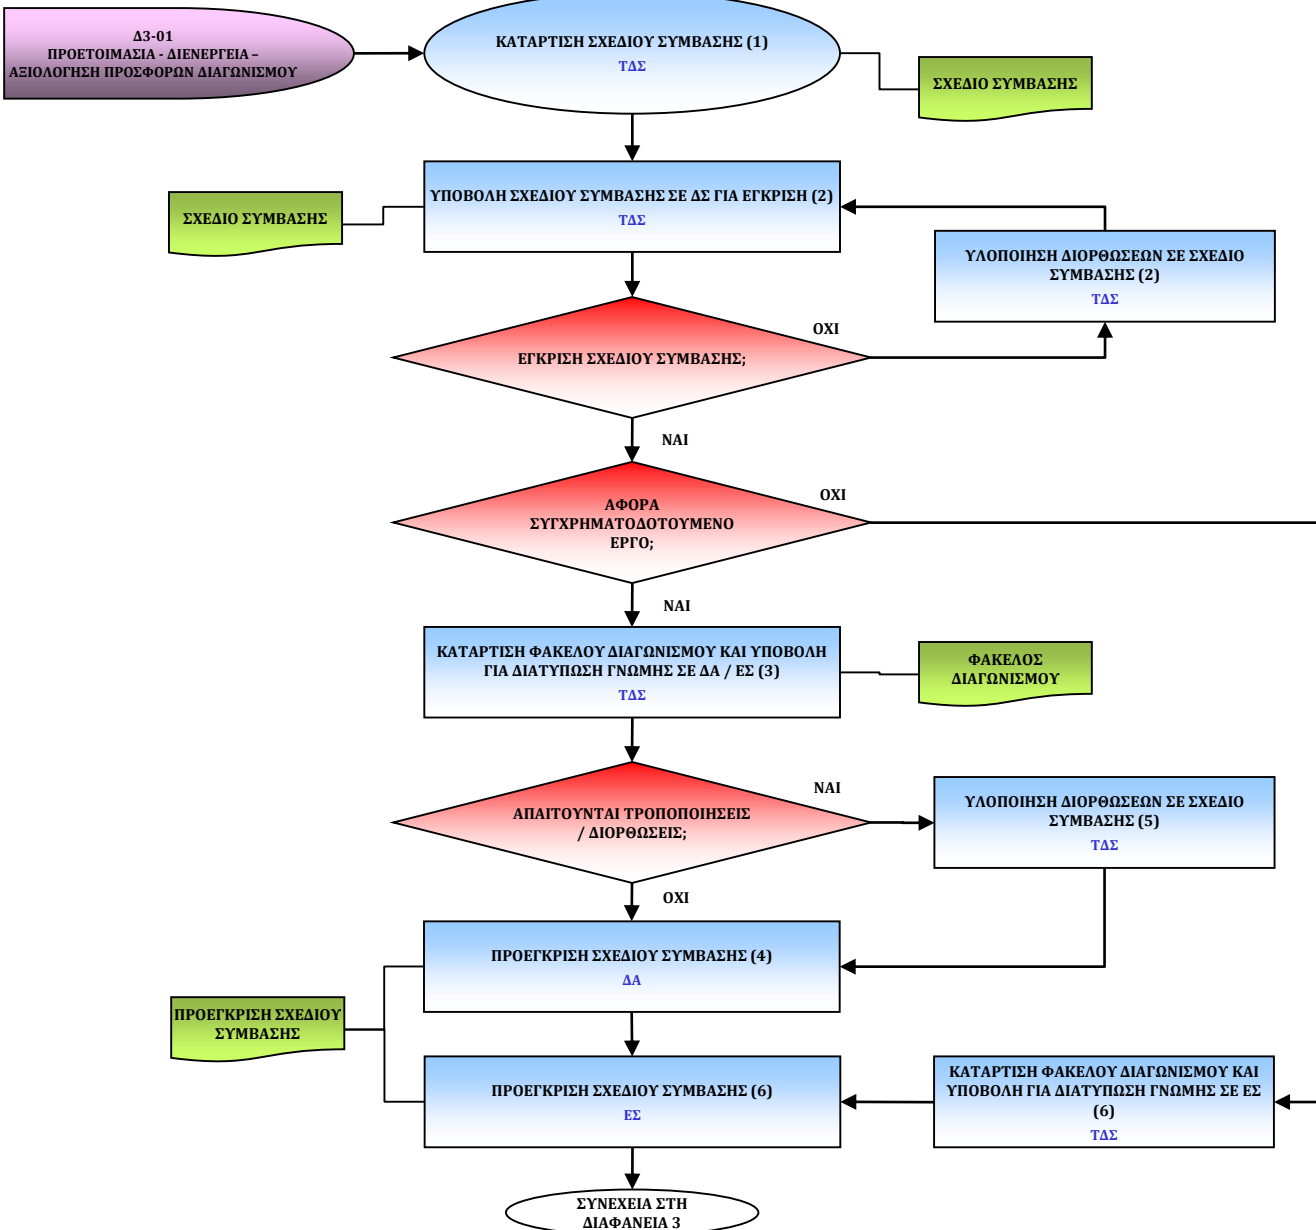 Δ3-01
ΠΡΟΕΤΟΙΜΑΣΙΑ - ΔΙΕΝΕΡΓΕΙΑ –
ΑΞΙΟΛΟΓΗΣΗ ΠΡΟΣΦΟΡΩΝ ΔΙΑΓΩΝΙΣΜΟΥ
ΚΑΤΑΡΤΙΣΗ ΣΧΕΔΙΟΥ ΣΥΜΒΑΣΗΣ (1)
ΤΔΣ
ΣΧΕΔΙΟ ΣΥΜΒΑΣΗΣ
ΥΠΟΒΟΛΗ ΣΧΕΔΙΟΥ ΣΥΜΒΑΣΗΣ ΣΕ ΔΣ ΓΙΑ ΕΓΚΡΙΣΗ (2)
ΤΔΣ
ΣΧΕΔΙΟ ΣΥΜΒΑΣΗΣ
ΥΛΟΠΟΙΗΣΗ ΔΙΟΡΘΩΣΕΩΝ ΣΕ ΣΧΕΔΙΟ
ΣΥΜΒΑΣΗΣ (2)
ΤΔΣ
ΟΧΙ
ΕΓΚΡΙΣΗ ΣΧΕΔΙΟΥ ΣΥΜΒΑΣΗΣ;
ΝΑΙ
ΟΧΙ
ΑΦΟΡΑ
ΣΥΓΧΡΗΜΑΤΟΔΟΤΟΥΜΕΝΟ
ΕΡΓΟ;
ΝΑΙ
ΚΑΤΑΡΤΙΣΗ ΦΑΚΕΛΟΥ ΔΙΑΓΩΝΙΣΜΟΥ ΚΑΙ ΥΠΟΒΟΛΗ
ΓΙΑ ΔΙΑΤΥΠΩΣΗ ΓΝΩΜΗΣ ΣΕ ΔΑ / ΕΣ (3)
ΤΔΣ
ΦΑΚΕΛΟΣ
ΔΙΑΓΩΝΙΣΜΟΥ
ΝΑΙ
ΑΠΑΙΤΟΥΝΤΑΙ ΤΡΟΠΟΠΟΙΗΣΕΙΣ
/ ΔΙΟΡΘΩΣΕΙΣ;
ΥΛΟΠΟΙΗΣΗ ΔΙΟΡΘΩΣΕΩΝ ΣΕ ΣΧΕΔΙΟ
ΣΥΜΒΑΣΗΣ (5)
ΤΔΣ
ΟΧΙ
ΠΡΟΕΓΚΡΙΣΗ ΣΧΕΔΙΟΥ ΣΥΜΒΑΣΗΣ (4)
ΔΑ
ΠΡΟΕΓΚΡΙΣΗ ΣΧΕΔΙΟΥ
ΣΥΜΒΑΣΗΣ
ΠΡΟΕΓΚΡΙΣΗ ΣΧΕΔΙΟΥ ΣΥΜΒΑΣΗΣ (6)
ΕΣ
ΚΑΤΑΡΤΙΣΗ ΦΑΚΕΛΟΥ ΔΙΑΓΩΝΙΣΜΟΥ ΚΑΙ
ΥΠΟΒΟΛΗ ΓΙΑ ΔΙΑΤΥΠΩΣΗ ΓΝΩΜΗΣ ΣΕ ΕΣ
(6)
ΤΔΣ
ΣΥΝΕΧΕΙΑ ΣΤΗ
ΔΙΑΦΑΝΕΙΑ 3